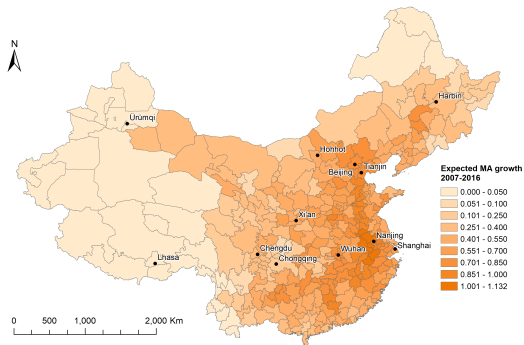 N
Harbin
Ürümqi
Hohhot
Tianjin
Beijing
Expected MA growth
2007-2016
0.000 - 0.050
0.051 - 0.100
0.101 - 0.250
0.251 - 0.400
0.401 - 0.550
0.551 - 0.700
0.701 - 0.850
0.851 - 1.000
1.001 - 1.132
Xi'an
Nanjing
Shanghai
Chengdu
Wuhan
Chongqing
Lhasa
0 500 1,000 2,000 Km